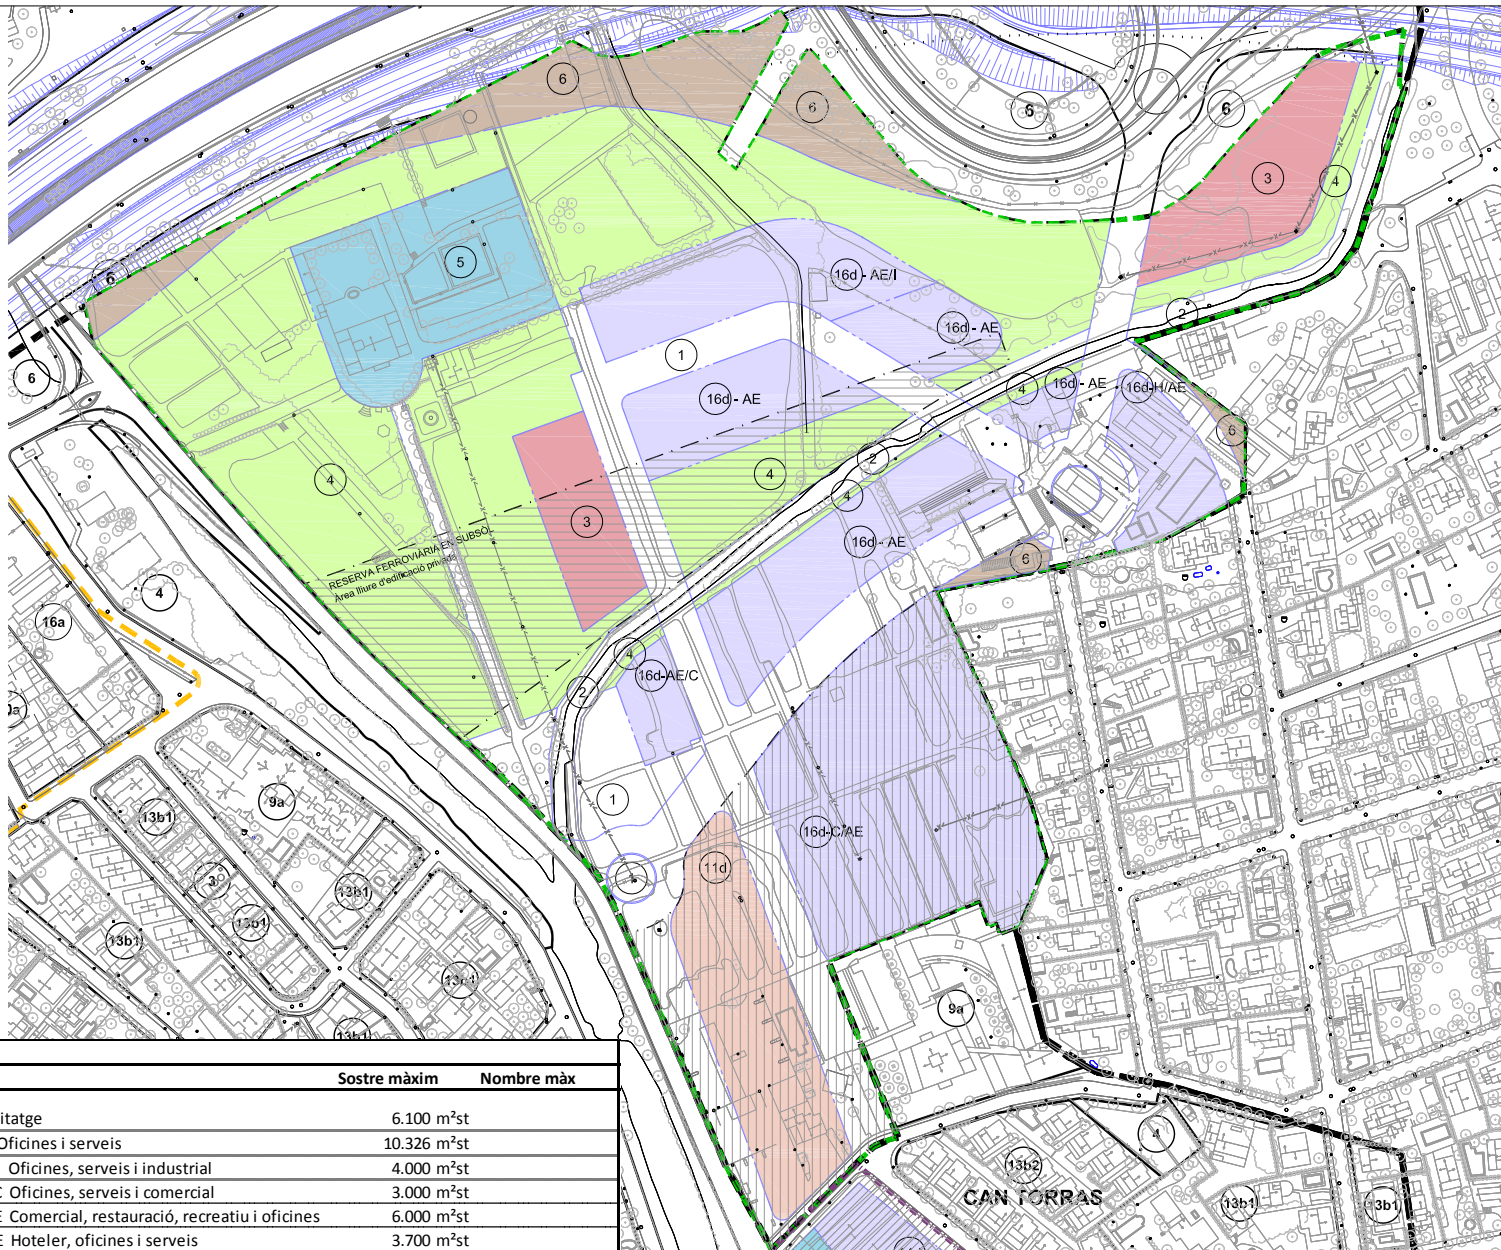 6
6
6
6
3
4
5
6
16d - AE/I
2
16d - AE
1
6
4
16d - AE
16d-H/AE
16d - AE
6
4
2
4
4
3
16d - AE
RESERVA FERROVIÀRIA EN SUBSÒL
Àrea lliure d'edificació privada
6
4
16a
4
16d-AE/C
2
1
9a
13b1
16d-C/AE
11d
3
13b1
13b1
13b1
13b1
13b1
9a
4
13b2
CAN TORRAS
13b1
13b1
Sostre màxim Nombre màx
itatge 6.100 m²st
Oficines i serveis 10.326 m²st
Oficines, serveis i industrial 4.000 m²st
C Oficines, serveis i comercial 3.000 m²st
E Comercial, restauració, recreatiu i oficines 6.000 m²st
E Hoteler, oficines i serveis 3.700 m²st